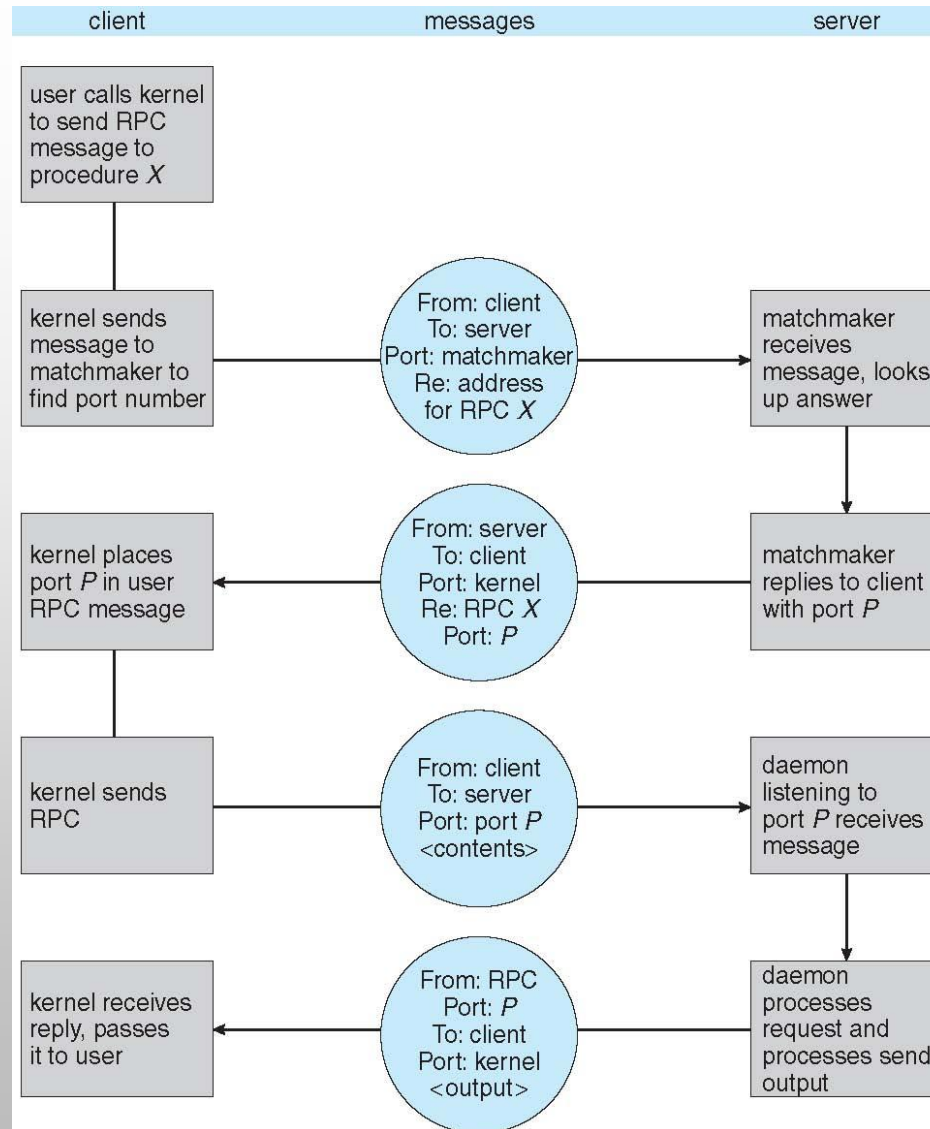 client
messages
server
user calls kernel
to send RPC
message to
procedure X
kernel sends
message to
matchmaker to
find port number
From: client
To: server
Port: matchmaker
Re: address
for RPC X
matchmaker
receives
message, looks
up answer
kernel places
port P in user
RPC message
From: server
To: client
Port: kernel
Re: RPC X
Port: P
matchmaker
replies to client
with port P
kernel sends
RPC
From: client
To: server
Port: port P
<contents>
daemon
listening to
port P receives
message
kernel receives
reply, passes
it to user
From: RPC
Port: P
To: client
Port: kernel
<output>
daemon
processes
request and
processes send
output